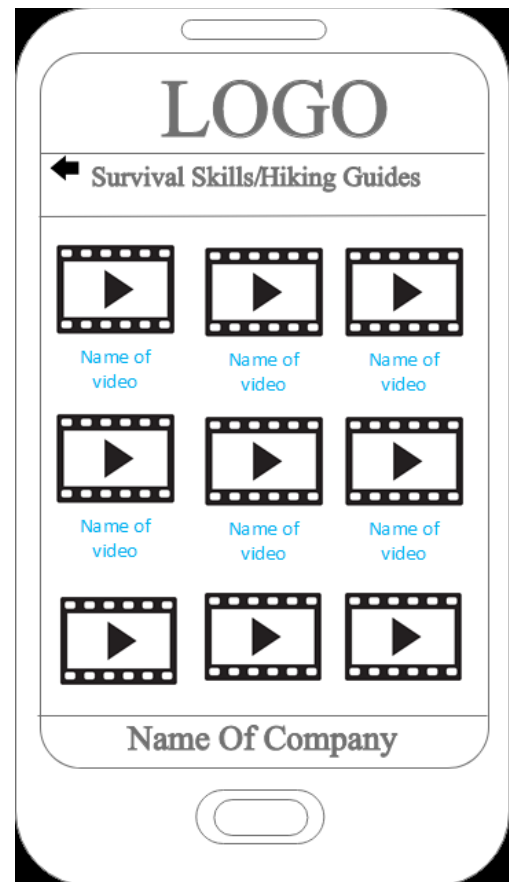 LOGO
Survival Skills/Hiking Guides
Name of
video
Name of
video
Name of
video
Name of
video
Name of
video
Name of
video
Name Of Company